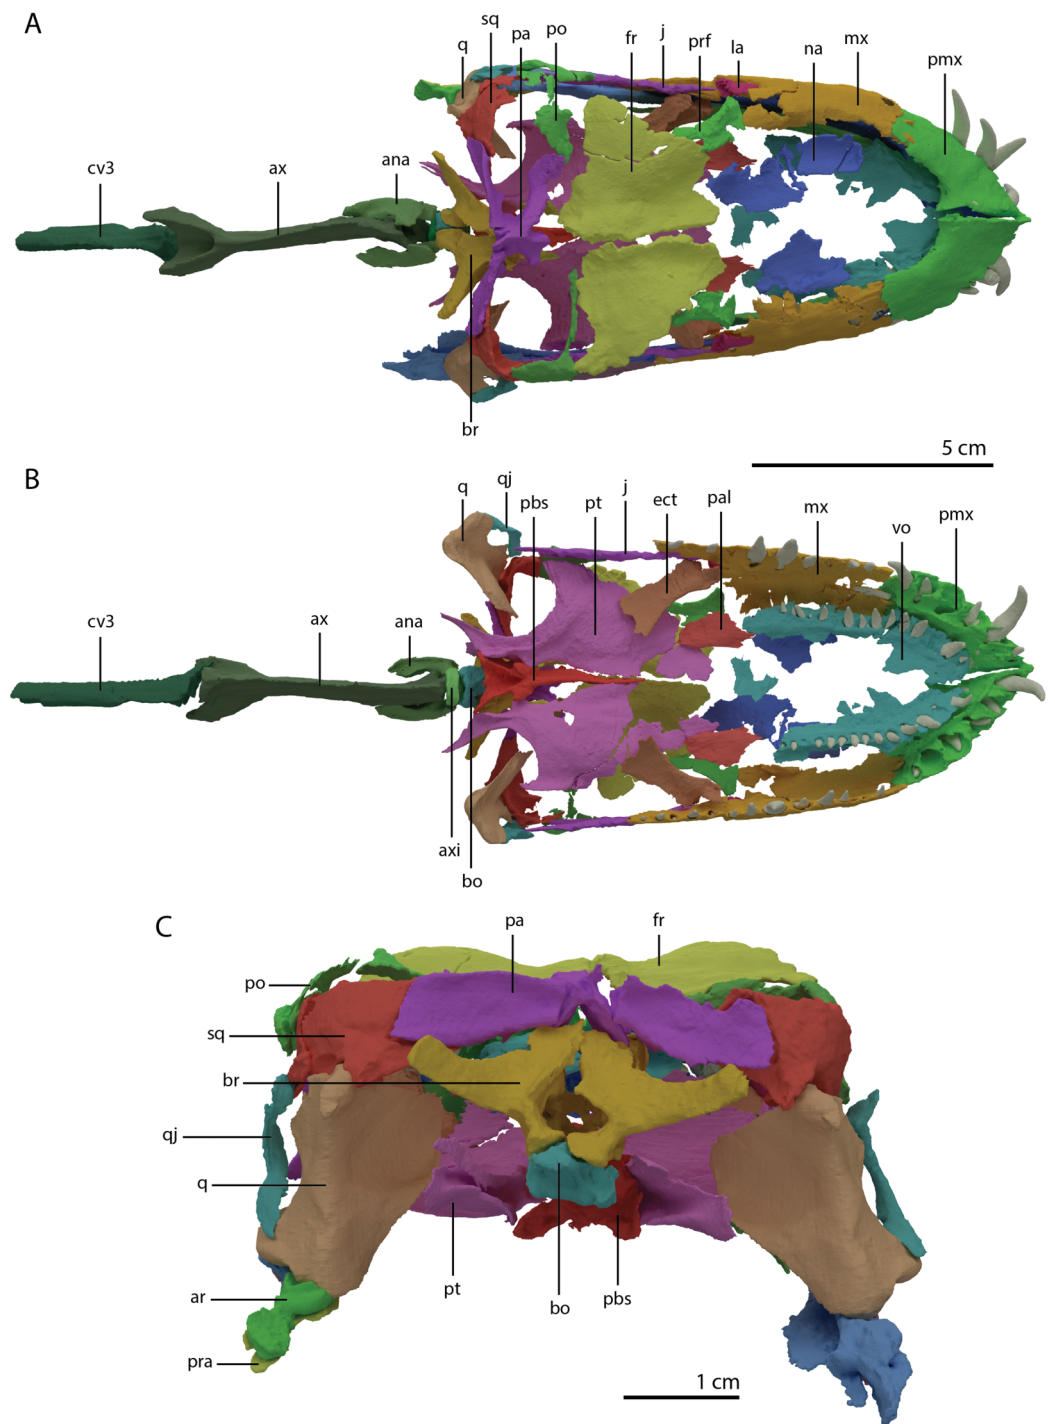 A
q
sq
pa
po
fr
j
prf
la
na
mx
pmx
cv3
ax
ana
br
5 cm
B
q
qj
pbs
pt
j
ect
pal
mx
vo
pmx
cv3
ax
ana
axi
bo
C
pa
fr
po
sq
br
qj
q
ar
pra
pt
bo
pbs
1 cm